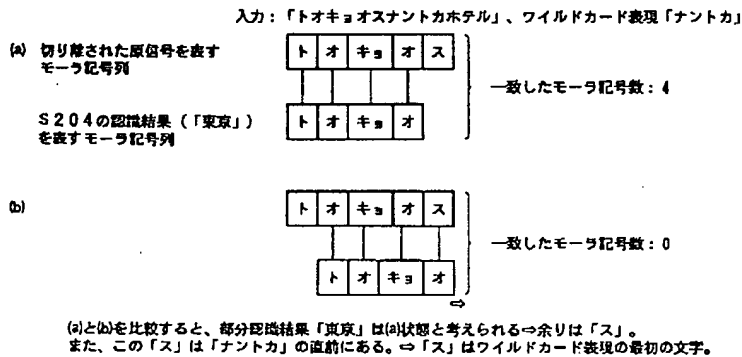 入力：「トオキョオスナントカホテル」、ワイルドカード表現「ナントカ」
(a) 切り離された原信号を表す
モーラ記号列
ト オ キョ オ ス
一致したモーラ記号数：4
S204の認識結果（「東京」）
を表すモーラ記号列
ト オ キョ オ
(b)
ト オ キョ オ ス
一致したモーラ記号数：0
ト オ キョ オ
⇨
(a)と(b)を比較すると、部分認識結果「東京」は(a)状態と考えられる⇨余りは「ス」。
また、この「ス」は「ナントカ」の直前にある。⇨「ス」はワイルドカード表現の最初の文字。